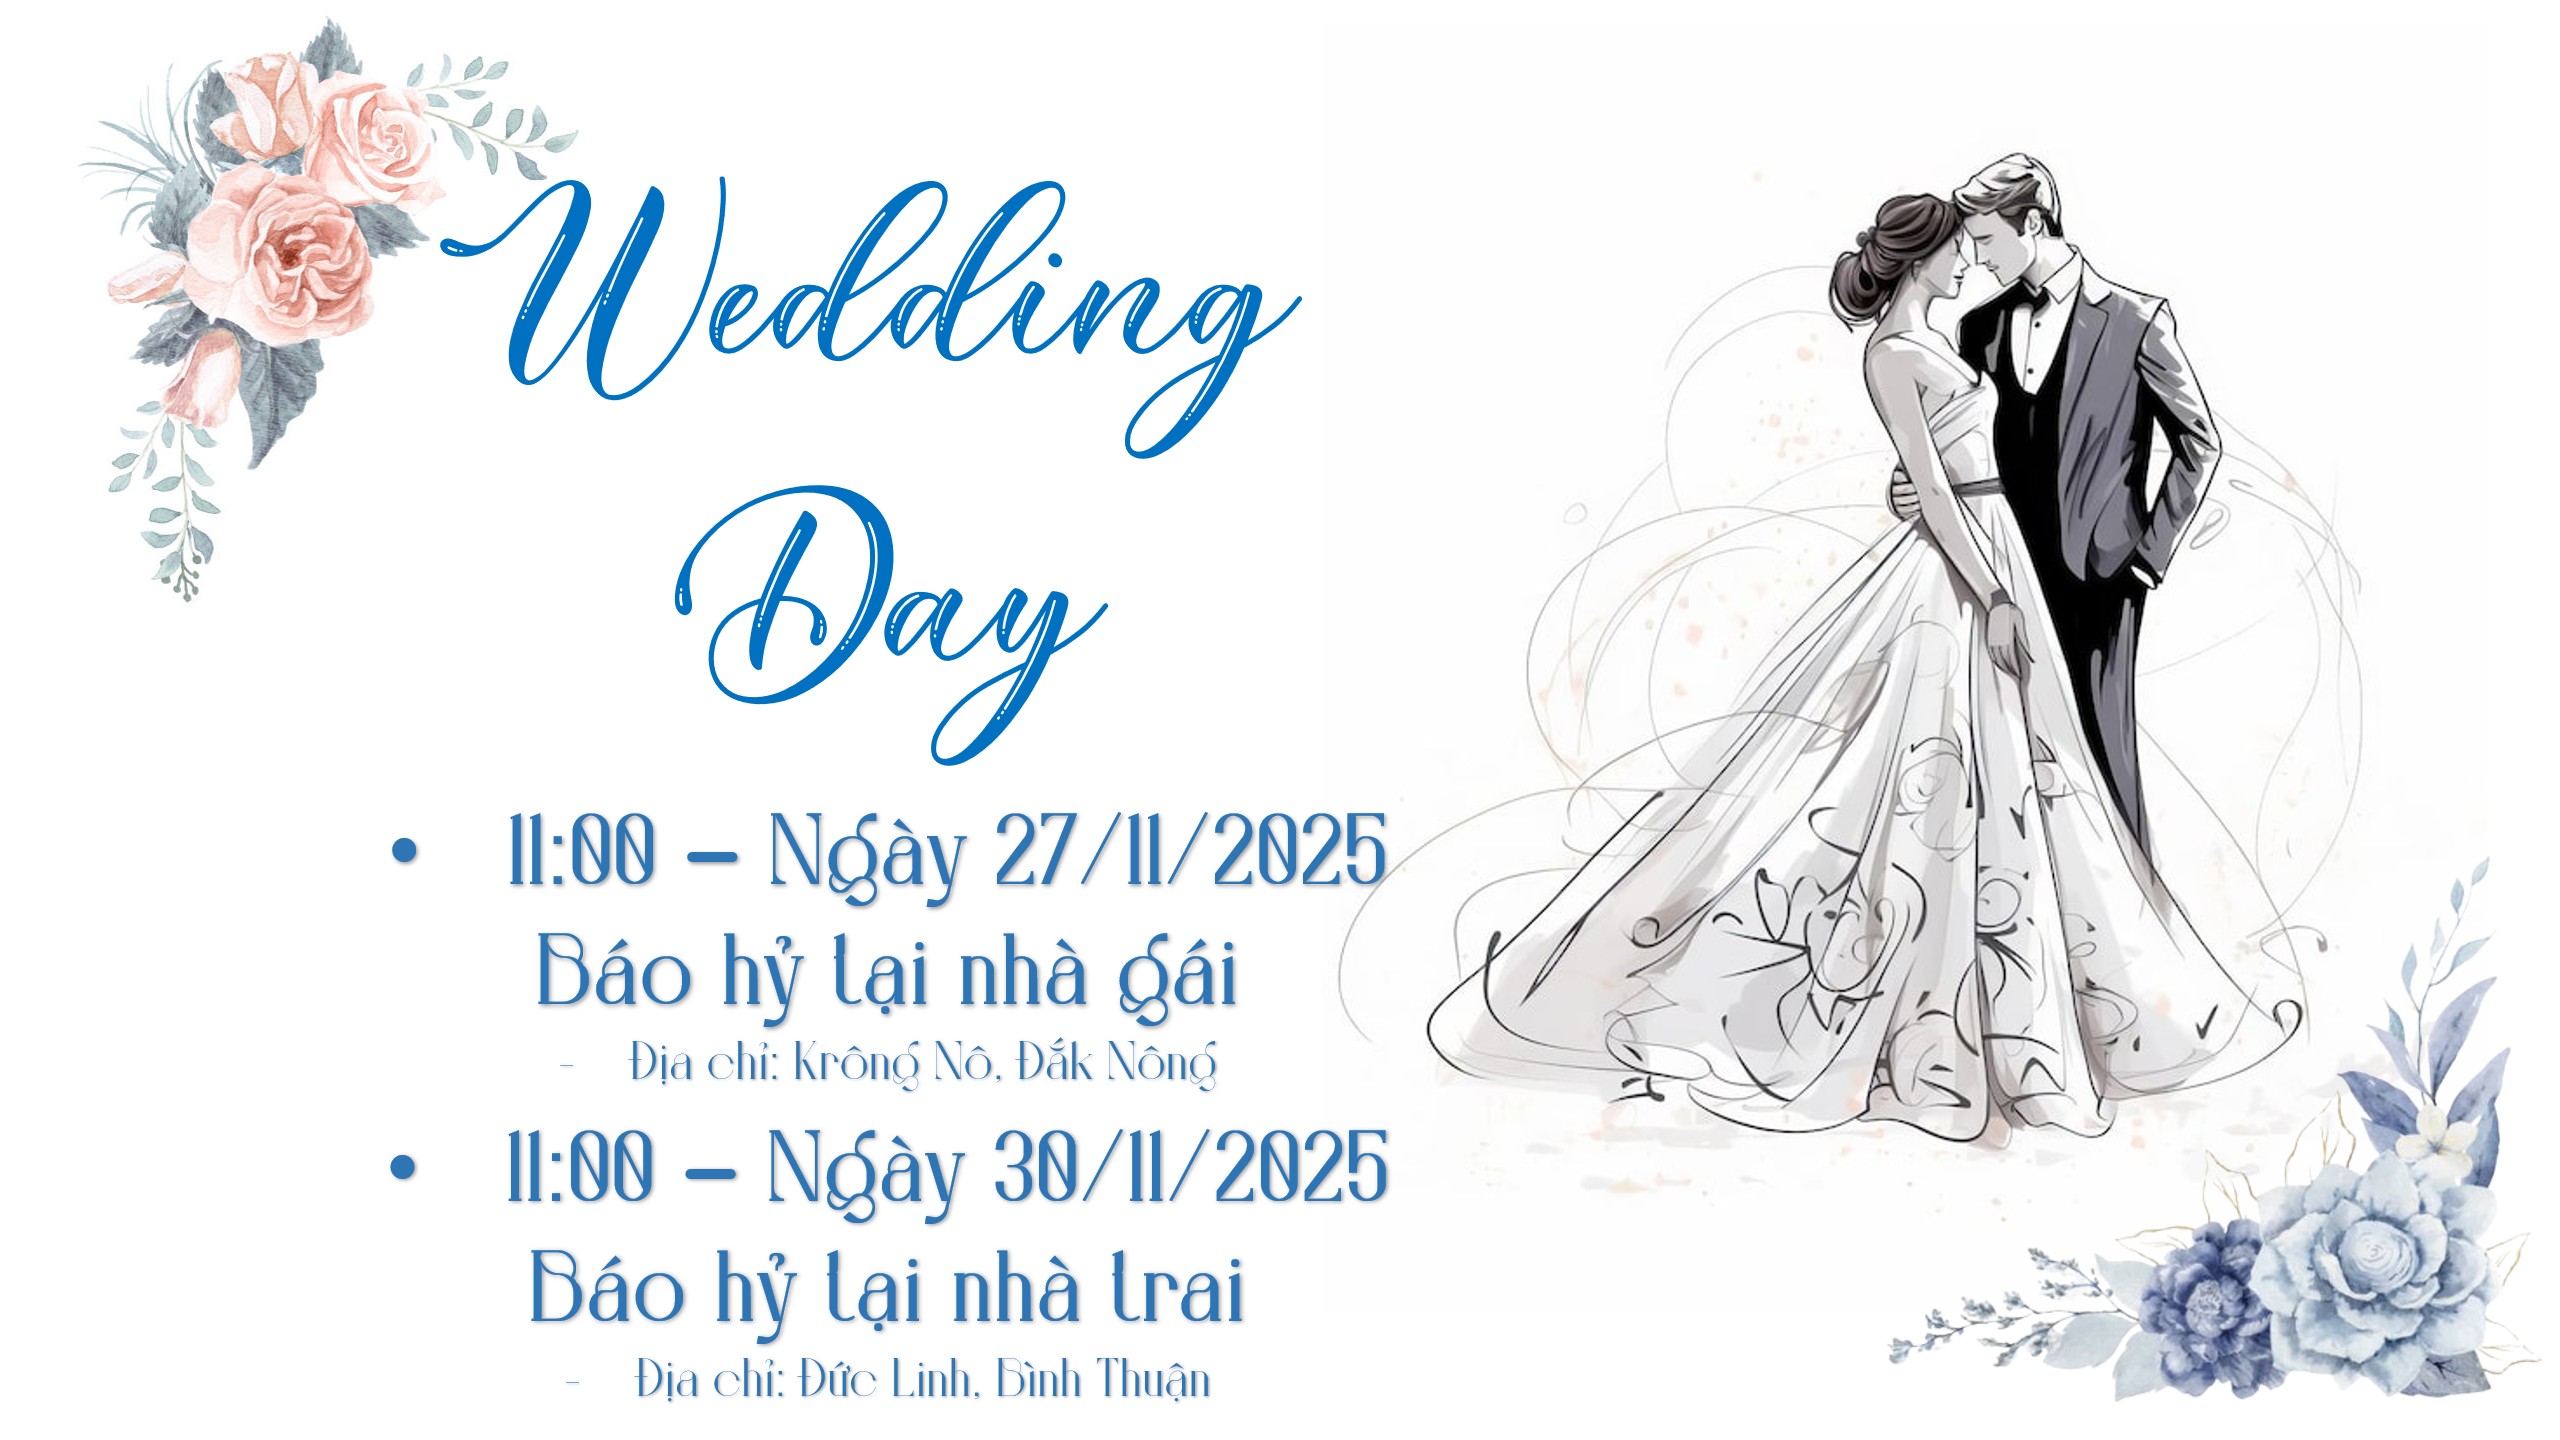 Wedding
Day
• 11:00 – Ngày 27/11/2025
Báo hỷ tại nhà gái
- Địa chỉ: Krông Nô, Đắk Nông
• 11:00 – Ngày 30/11/2025
Báo hỷ tại nhà trai
- Địa chỉ: Đức Linh, Bình Thuận